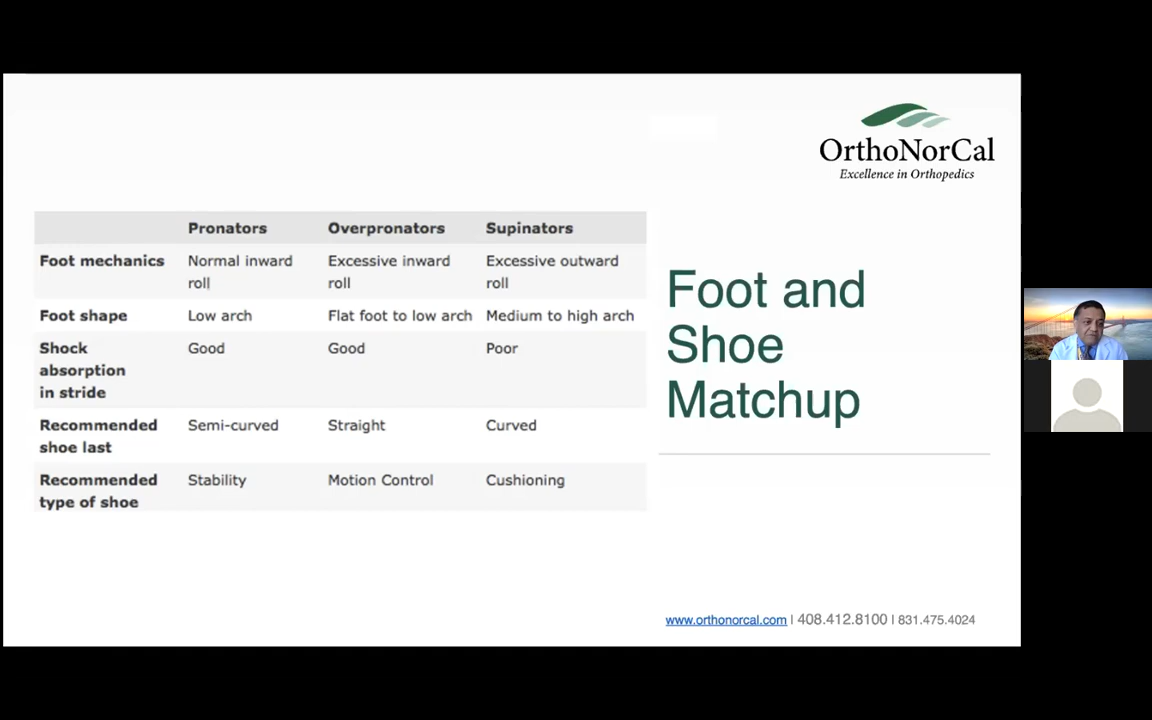 OrthoNorCal
Excellence in Orthopedics
Pronators Overpronators Supinators
Foot mechanics Normal inward roll Excessive inward roll Excessive outward roll
Foot shape Low arch Flat foot to low arch Medium to high arch
Shock absorption in stride Good Good Poor
Recommended shoe last Semi-curved Straight Curved
Recommended type of shoe Stability Motion Control Cushioning
Foot and
Shoe
Matchup
www.orthonorcal.com | 408.412.8100 | 831.475.4024